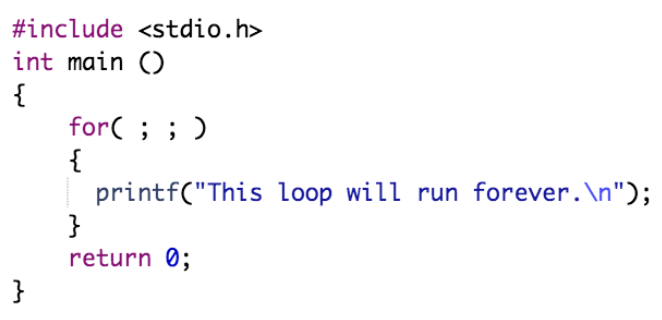 #include <stdio.h>
int main ()
{
    for( ; ; )
    {
      printf("This loop will run forever.\n");
    }
    return 0;
}